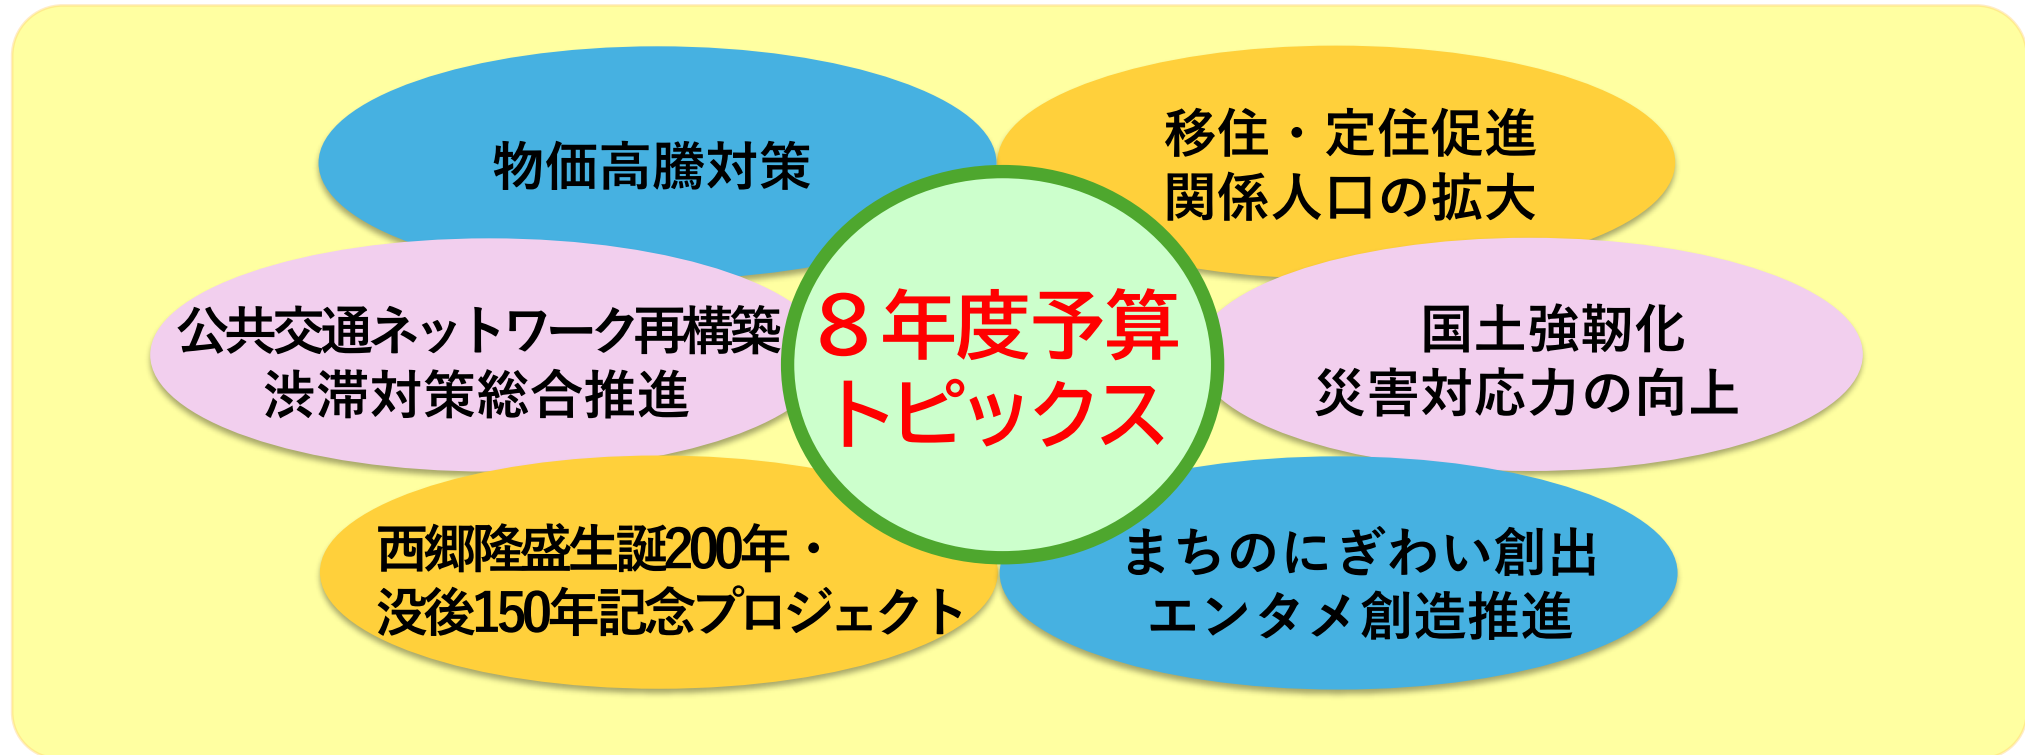 物価高騰対策
移住・定住促進
関係人口の拡大
公共交通ネットワーク再構築
渋滞対策総合推進
８年度予算
トピックス
国土強靭化
災害対応力の向上
西郷隆盛生誕200年・
没後150年記念プロジェクト
まちのにぎわい創出
エンタメ創造推進